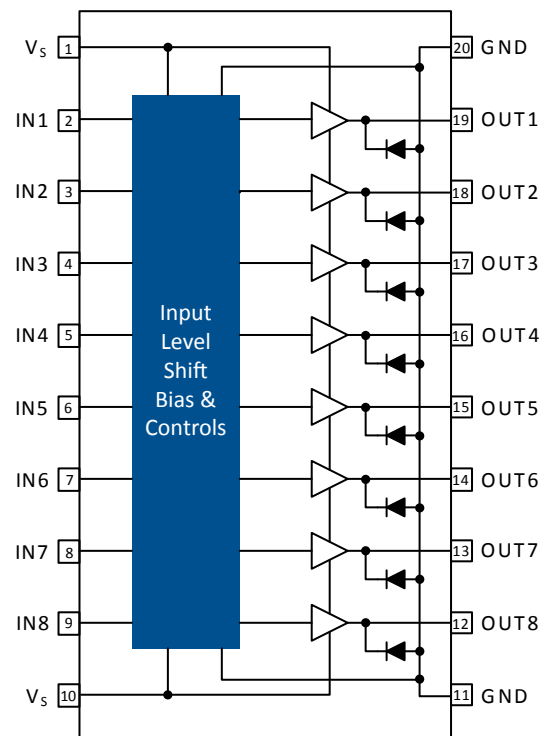 Vs 1 20 GND
IN1 2 19 OUT1
IN2 3 18 OUT2
IN3 4 17 OUT3
IN4 5 16 OUT4
Input
Level
Shift
Bias &
Controls
IN5 6 15 OUT5
IN6 7 14 OUT6
IN7 8 13 OUT7
IN8 9 12 OUT8
Vs 10 11 GND